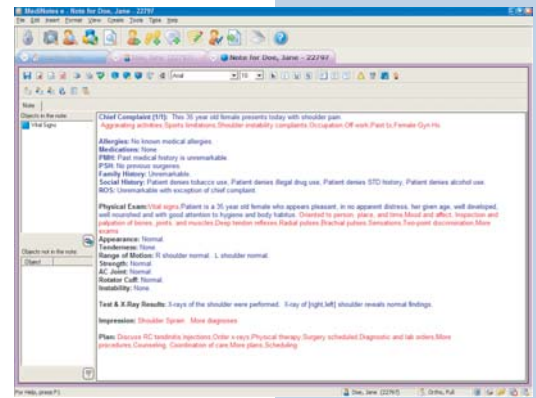 MediNotes e : Note for Doe, Jane - 22797
File Edit Insert Format View Create Tools Type Help
Note for Doe, Jane - 22797
Arial 10
Note
Objects in the note
Vital Signs
Objects not in the note
Object
Chief Complaint (1/1): This 35 year old female presents today with shoulder pain.
Aggravating activities;Sports limitations;Shoulder instability complaints;Occupation;Off-work;Pain to;Female Gyn Hx
Allergies: No known medical allergies.
Medications: None
PMH: Past medical history is unremarkable.
PSH: No previous surgeries.
Family History: Unremarkable.
Social History: Patient denies tobacco use, Patient denies illegal drug use, Patient denies STD history, Patient denies alcohol use.
ROS: Unremarkable with exception of chief complaint.
Physical Exam:Vital signs.Patient is a 35 year old female who appears pleasant, in no apparent distress, her given age, well developed,
well nourished and with good attention to hygiene and body habitus. Oriented to person, place, and time.Mood and affect. Inspection and
palpation of bones, joints, and muscles.Deep tendon reflexes.Radial pulses.Brachial pulses.Sensations.Two-point discrimination.More
exams
Appearance: Normal
Tenderness: None
Range of Motion: R shoulder normal. L shoulder normal.
Strength: Normal
AC Joint: Normal
Rotator Cuff: Normal
Instability: None
Test & X-Ray Results: X-rays of the shoulder were performed. X-ray of [right,left] shoulder reveals normal findings.
Impression: Shoulder Sprain More diagnoses
Plan: Discuss RC tendinitis injections;Order x-rays;Physical therapy;Surgery scheduled;Diagnostic and lab orders;More
procedures;Counseling Coordination of care;More plans;Scheduling
For Help, press F1
Doe, Jane (22797) Ortho, Full